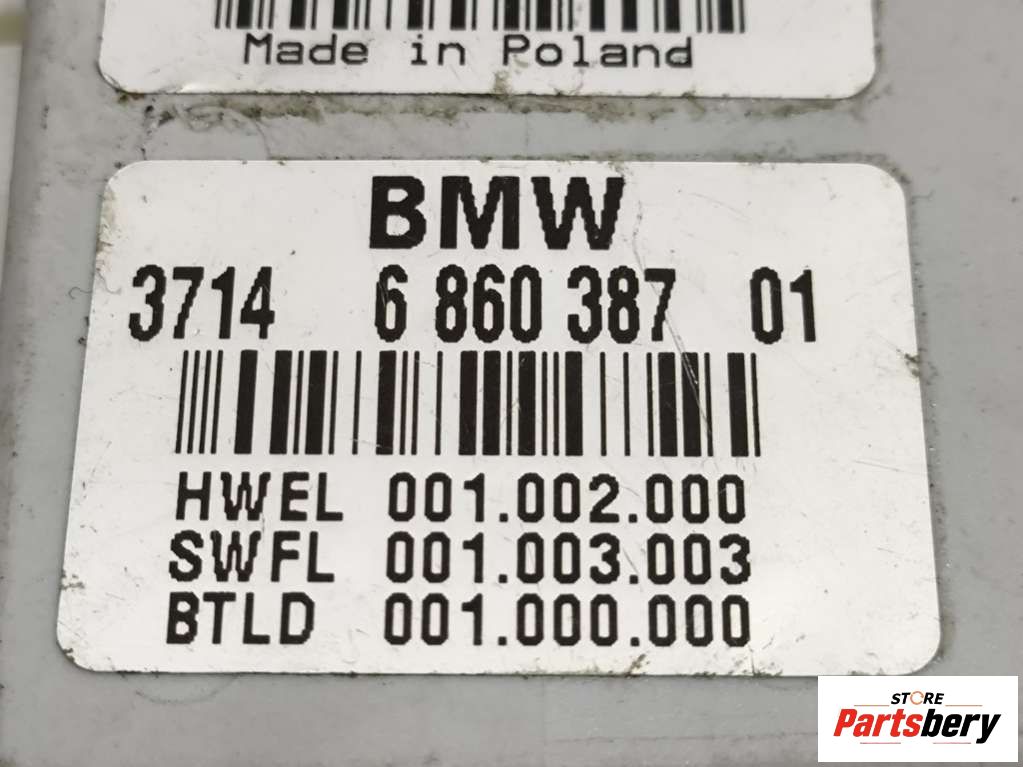 Made in Poland
BMW
3714 6 860 387 01
HWEL 001.002.000
SWFL 001.003.003
BTLD 001.000.000
STORE
Partsbery